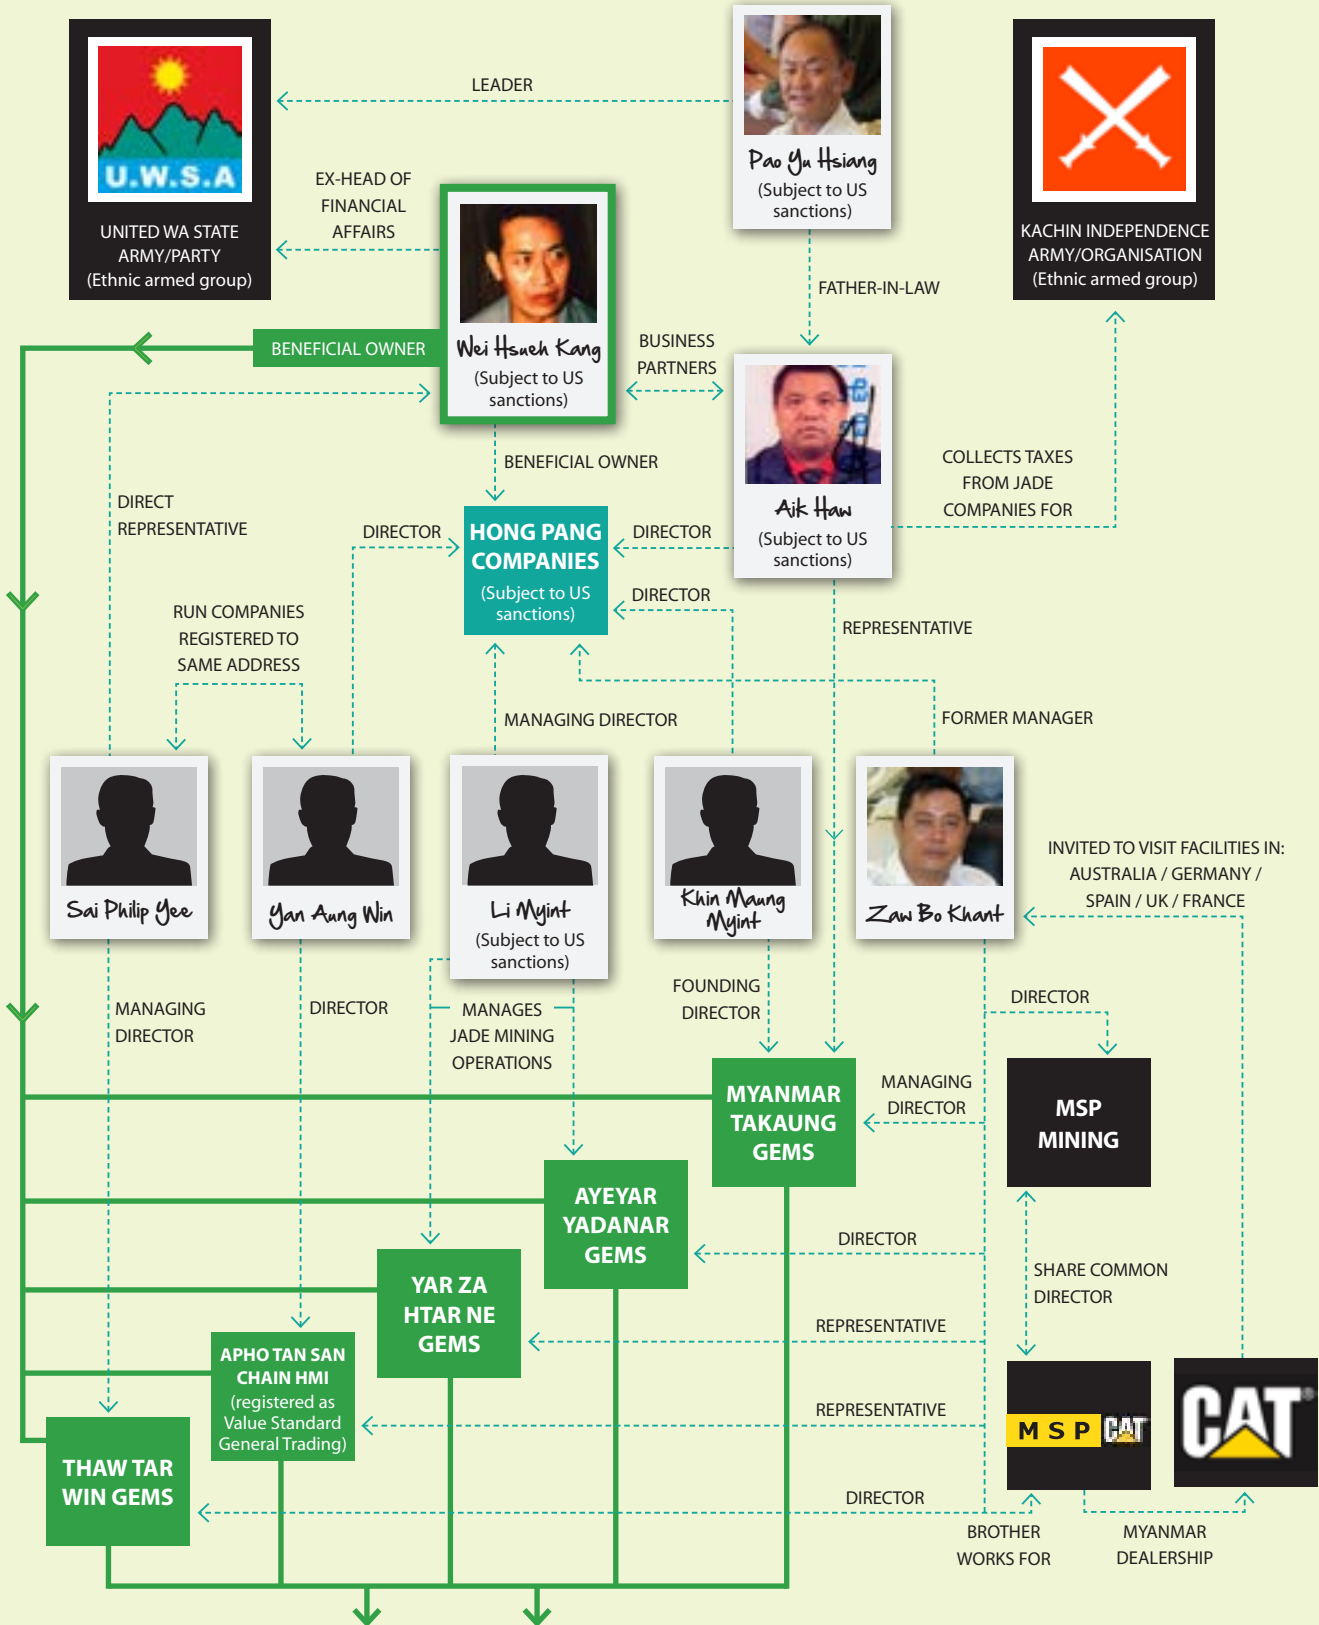 LEADER
U.W.S.A
UNITED WA STATE
ARMY/PARTY
(Ethnic armed group)
EX-HEAD OF
FINANCIAL
AFFAIRS
Pao Yu Hsiang
(Subject to US
sanctions)
KACHIN INDEPENDENCE
ARMY/ORGANISATION
(Ethnic armed group)
FATHER-IN-LAW
BENEFICIAL OWNER
Wei Hsueh Kang
(Subject to US
sanctions)
BUSINESS
PARTNERS
BENEFICIAL OWNER
Aik Haw
(Subject to US
sanctions)
COLLECTS TAXES
FROM JADE
COMPANIES FOR
DIRECT
REPRESENTATIVE
DIRECTOR
HONG PANG
COMPANIES
(Subject to US
sanctions)
DIRECTOR
DIRECTOR
RUN COMPANIES
REGISTERED TO
SAME ADDRESS
REPRESENTATIVE
MANAGING DIRECTOR
FORMER MANAGER
Sai Philip Yee
Yan Aung Win
Li Myint
(Subject to US
sanctions)
Khin Maung
Myint
Zaw Bo Khant
INVITED TO VISIT FACILITIES IN:
AUSTRALIA / GERMANY /
SPAIN / UK / FRANCE
MANAGING
DIRECTOR
DIRECTOR
MANAGES
JADE MINING
OPERATIONS
FOUNDING
DIRECTOR
DIRECTOR
MYANMAR
TAKAUNG
GEMS
MANAGING
DIRECTOR
MSP
MINING
AYEYAR
YADANAR
GEMS
DIRECTOR
YAR ZA
HTAR NE
GEMS
SHARE COMMON
DIRECTOR
REPRESENTATIVE
APHO TAN SAN
CHAIN HMI
(registered as
Value Standard
General Trading)
REPRESENTATIVE
MSP CAT
CAT®
THAW TAR
WIN GEMS
DIRECTOR
BROTHER
WORKS FOR
MYANMAR
DEALERSHIP